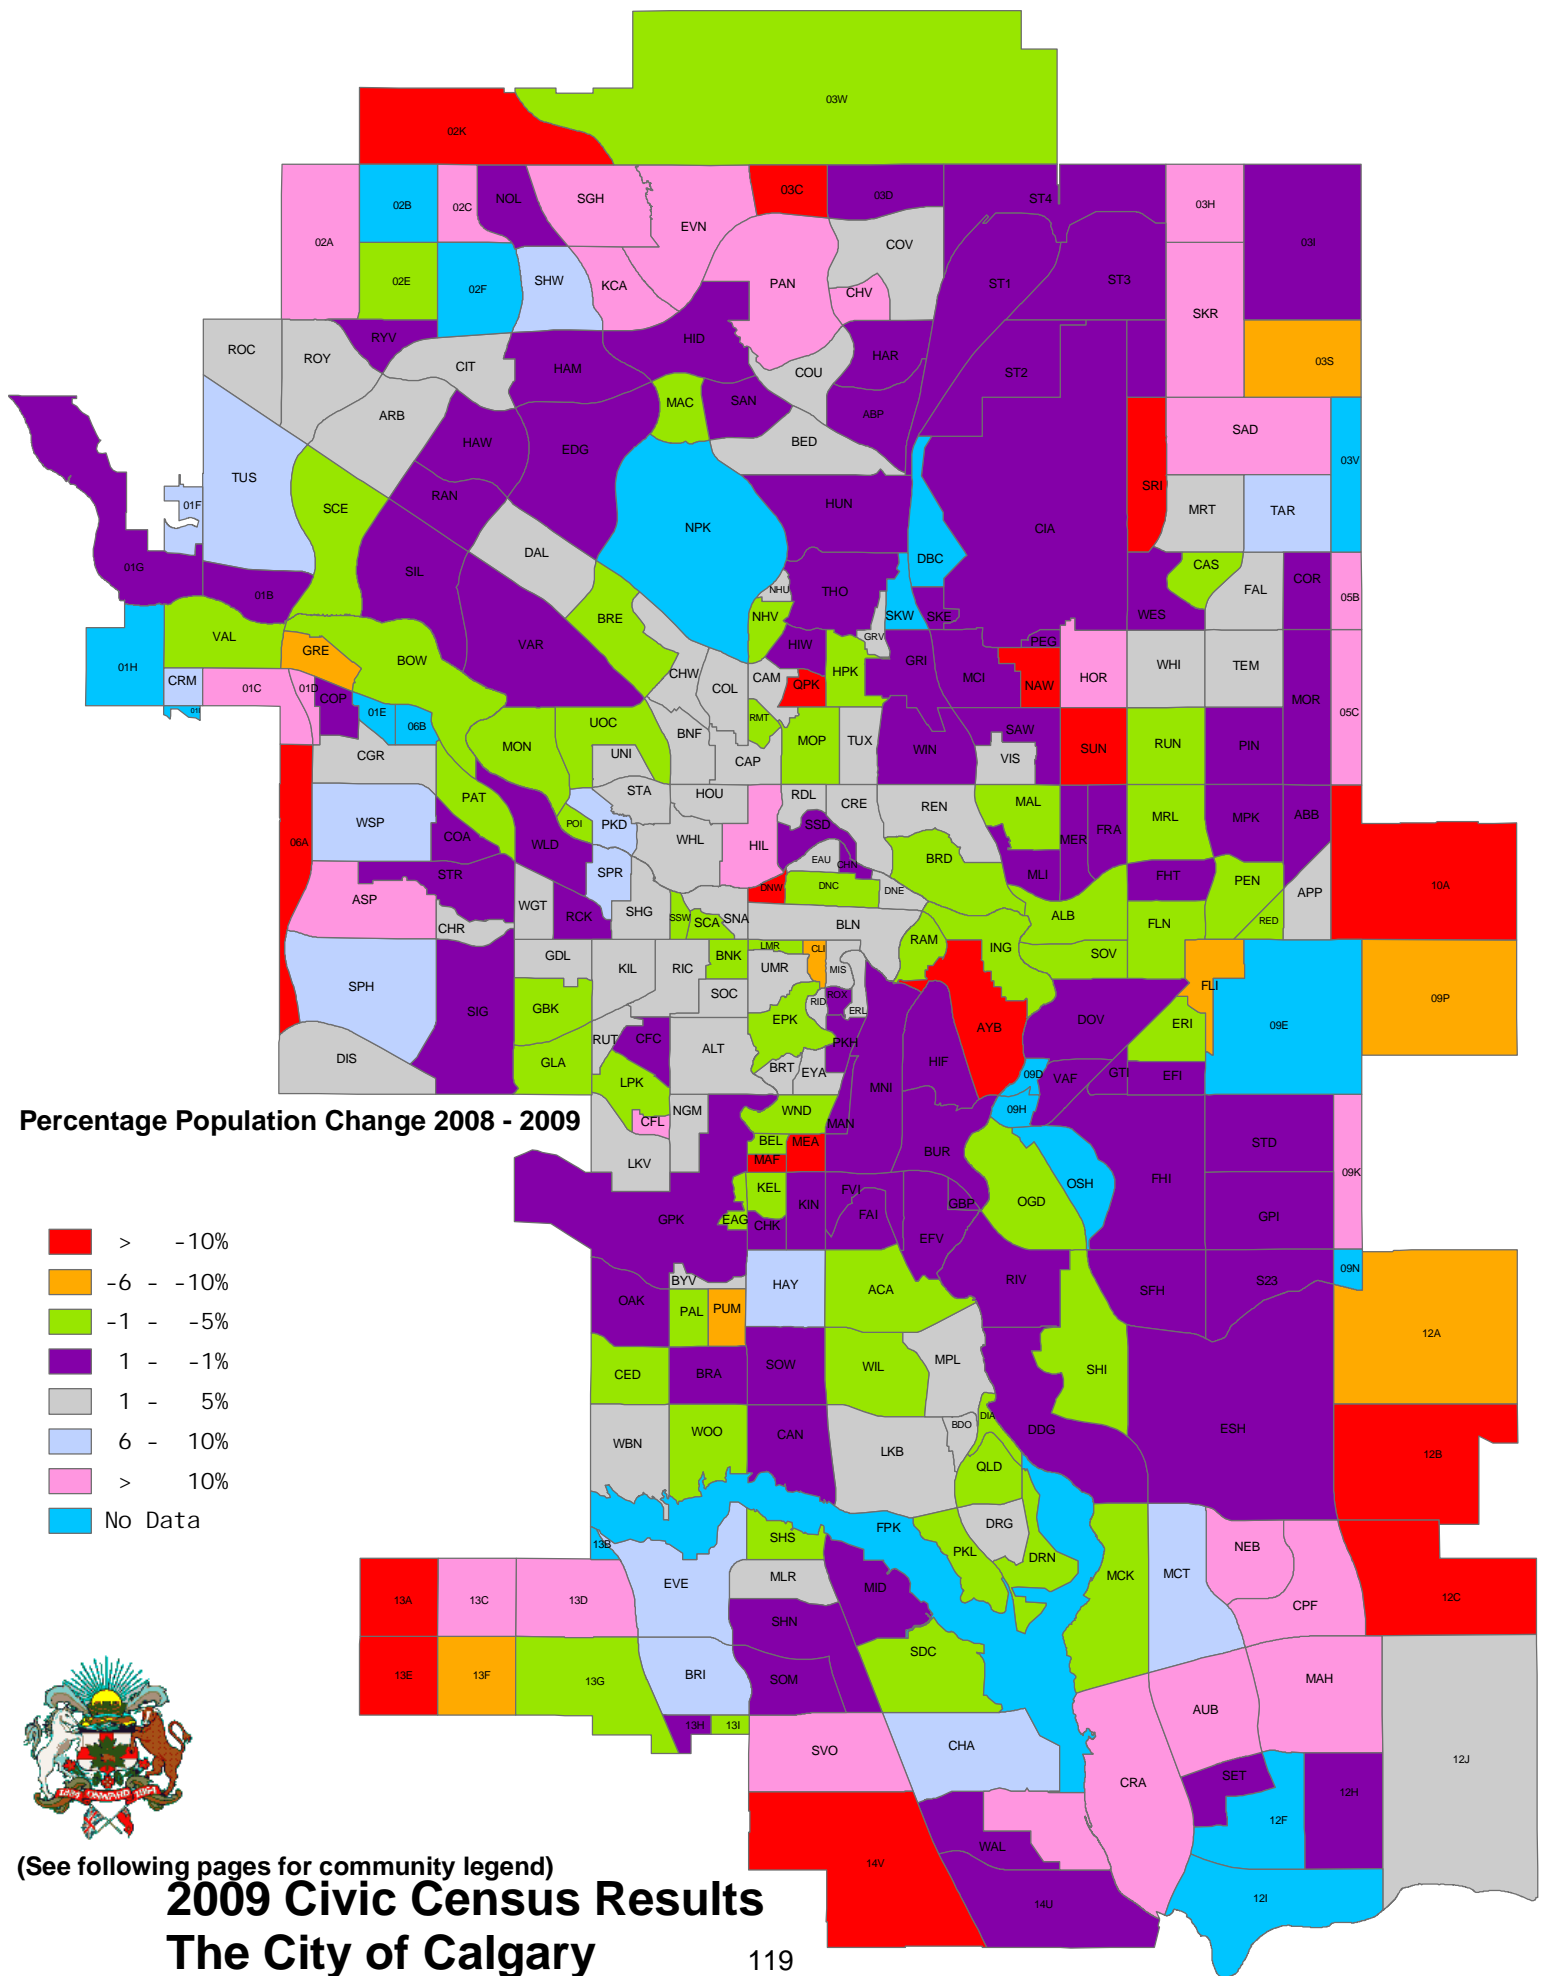 03W
02K
03C
02B 02C NOL SGH 03D ST4 03H
EVN
02A COV 03I
02E 02F SHW KCA PAN CHV ST1 ST3
SKR
RYV HID
ROC ROY CIT HAM COU HAR ST2 03S
MAC SAN ABP
ARB HAW EDG BED SAD
TUS RAN SRI 03V
01F SCE NPK HUN CIA MRT TAR
DAL DBC
01G SIL CAS
01B NHU THO FAL COR 05B
BRE NHV SKW SKE WES
VAL BOW VAR HIW GRV PEG
01H GRE CHW HPK GRI WHI TEM
CRM 01C 01D COP COL CAM QPK MCI NAW HOR MOR
01I 01E 06B RMT 05C
UOC BNF MOP TUX SAW
CGR MON UNI CAP WIN VIS SUN RUN PIN
PAT STA HOU RDL CRE REN MAL
WSP POI PKD SSD MRL MPK ABB
06A COA WLD WHL HIL FRA
MER
STR SPR EAU CHN BRD MLI FHT PEN 10A
ASP WGT RCK SHG DNW DNC DNE APP
CHR SSW SCA SNA BLN ALB FLN RED
GDL LMR CLI RAM ING SOV
KIL RIC BNK UMR MIS
SPH SOC ROX FLI 09P
GBK RID ERL 09E
SIG EPK DOV ERI
RUT CFC ALT PKH AYB
DIS GLA BRT HIF
LPK EYA MNI 09D VAF GTI EFI
NGM WND 09H
Percentage Population Change 2008 - 2009
CFL MAN
BEL MEA BUR STD
LKV MAF FHI 09K
KEL KIN FVI GBP OGD OSH
GPK EAG CHK FAI GPI
> -10%
EFV
-6 - -10%
BYV HAY ACA RIV SFH S23 09N
OAK PAL PUM
-1 - -5%
12A
1 - -1%
CED BRA SOW WIL MPL SHI
1 - 5%
WOO CAN BDO DIA DDG ESH
6 - 10%
WBN LKB 12B
> 10%
QLD
No Data
SHS FPK DRG
13B PKL DRN NEB
EVE MLR MID MCK MCT
13A 13C 13D CPF 12C
SHN
13E 13F 13G BRI SOM SDC MAH
13H 13I AUB
SVO CHA 12J
CRA SET 12H
12F
WAL
14V
14U 12I
1884 ONWARD 1894
(See following pages for community legend)
2009 Civic Census Results
The City of Calgary
119